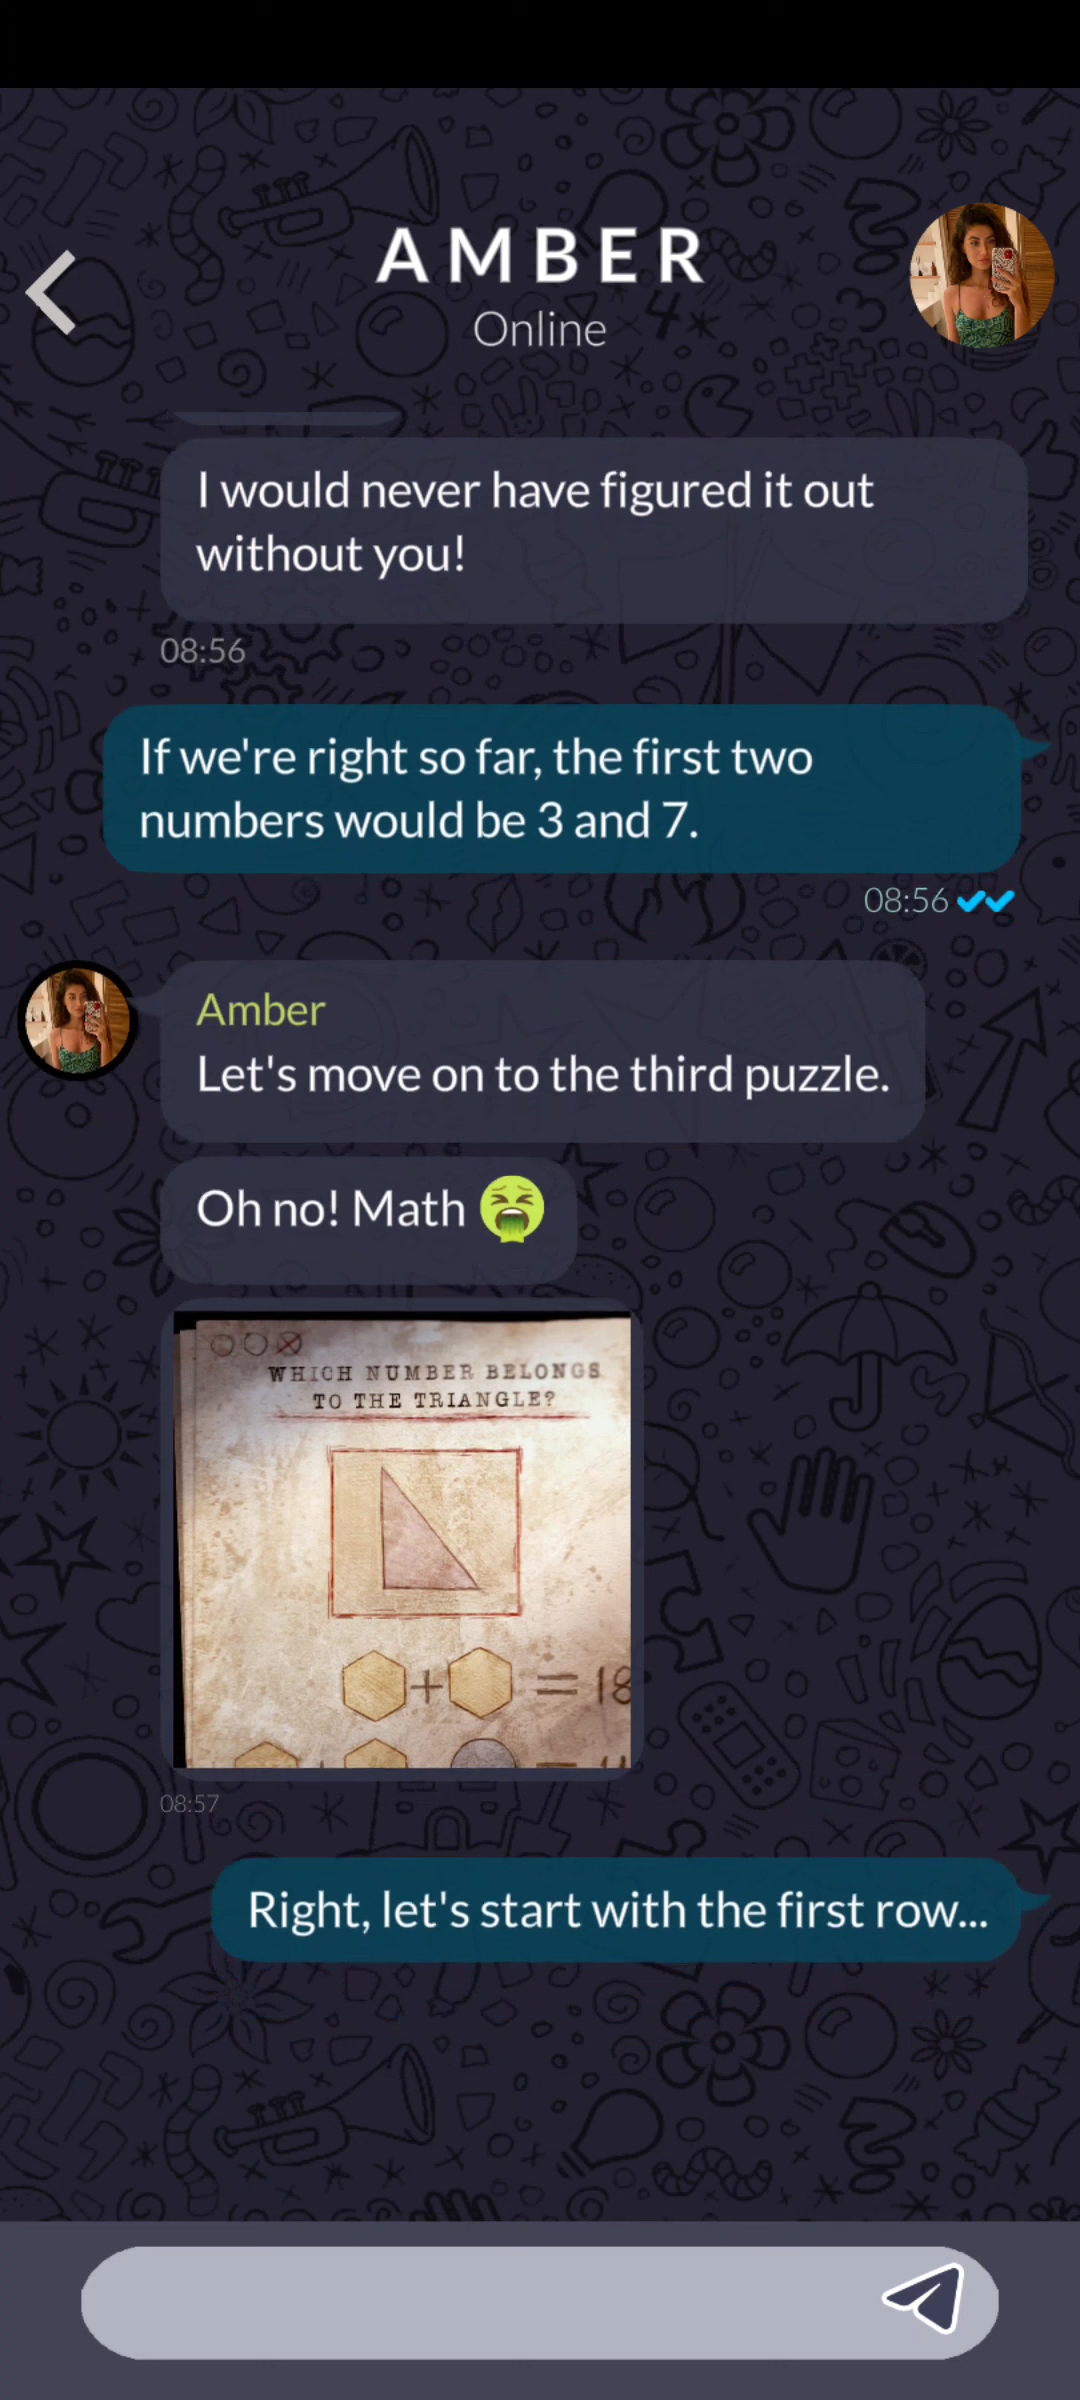 AMBER
Online
I would never have figured it out
without you!
08:56
If we're right so far, the first two
numbers would be 3 and 7.
08:56
Amber
Let's move on to the third puzzle.
Oh no! Math
WHICH NUMBER BELONGS
TO THE TRIANGLE?
+ = 18
08:57
Right, let's start with the first row...